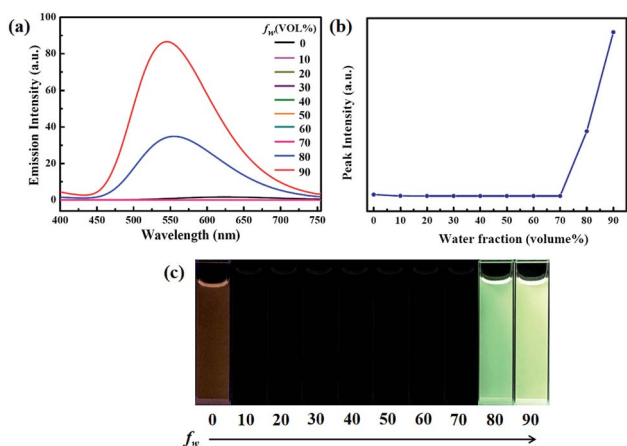 (a)
100
80
60
40
20
0
400 450 500 550 600 650 700 750
Emission Intensity (a.u.)
Wavelength (nm)
f_w(VOL%)
0
10
20
30
40
50
60
70
80
90
(b)
Peak Intensity (a.u.)
0 10 20 30 40 50 60 70 80 90
Water fraction (volume%)
(c)
0 10 20 30 40 50 60 70 80 90
f_w